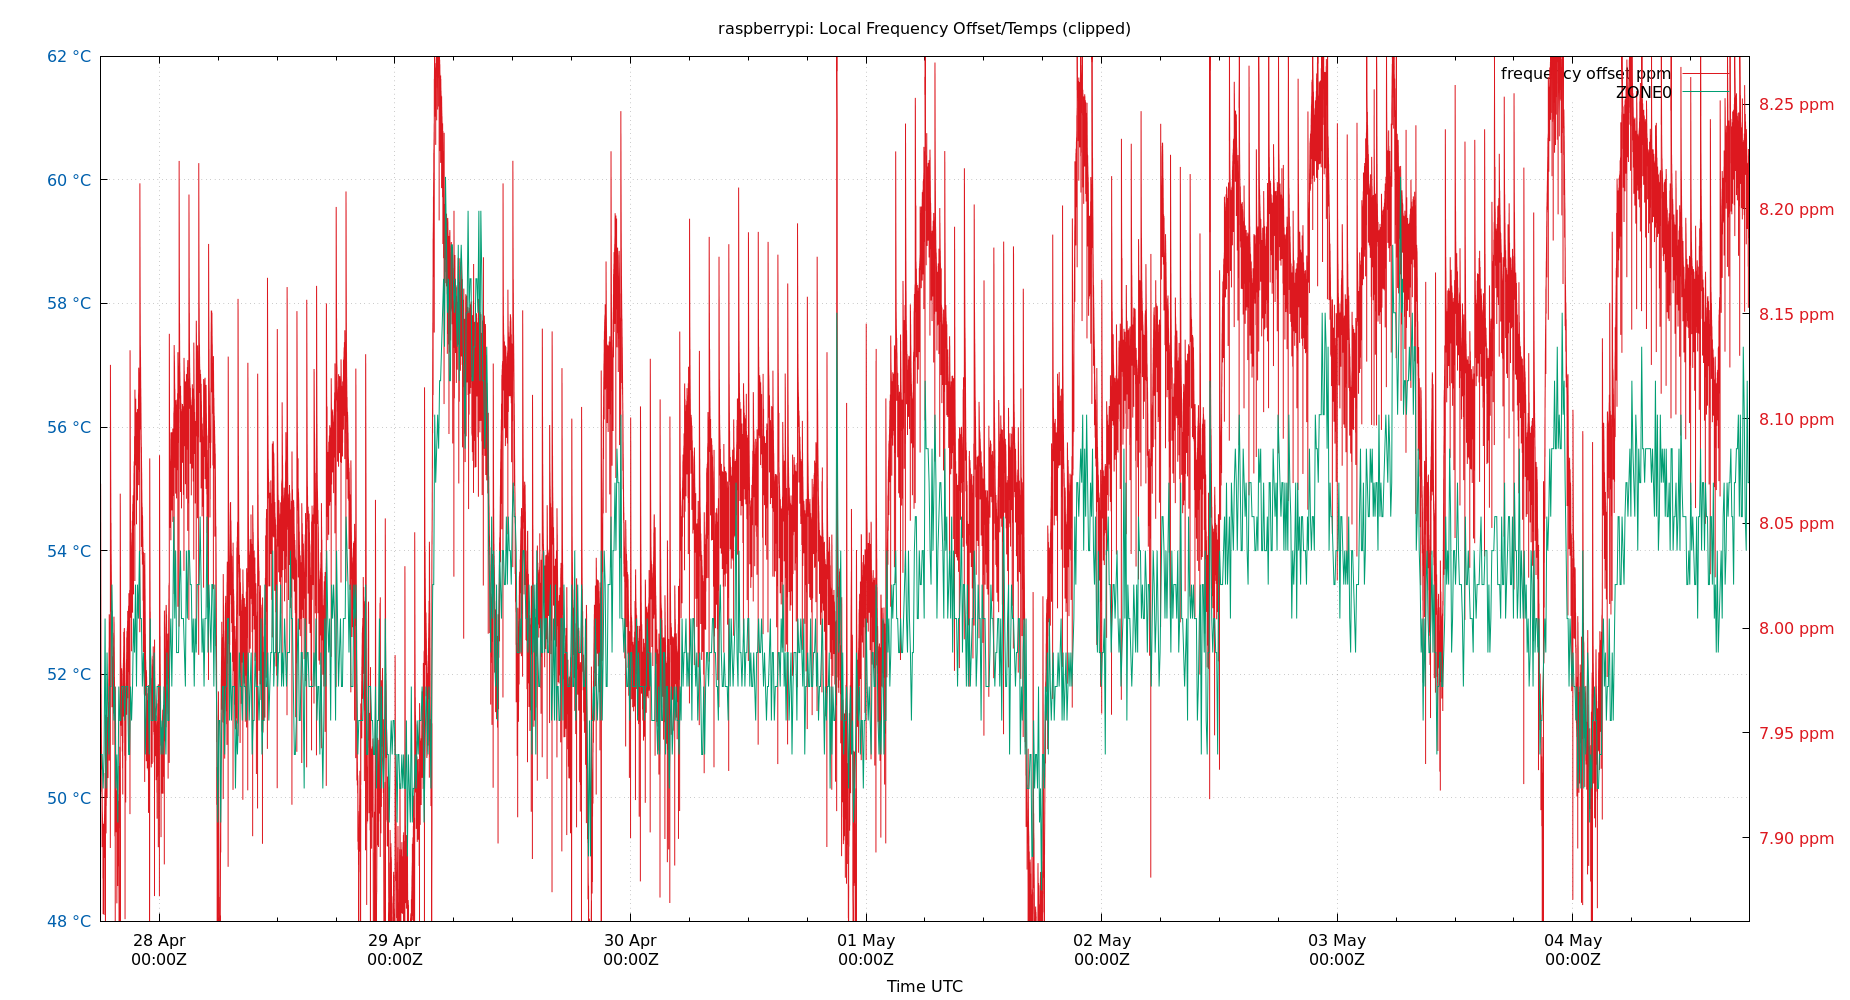 raspberrypi: Local Frequency Offset/Temps (clipped)
62 °C
60 °C
58 °C
56 °C
54 °C
52 °C
50 °C
48 °C
frequency offset ppm
ZONE0
8.25 ppm
8.20 ppm
8.15 ppm
8.10 ppm
8.05 ppm
8.00 ppm
7.95 ppm
7.90 ppm
28 Apr
00:00Z
29 Apr
00:00Z
30 Apr
00:00Z
01 May
00:00Z
02 May
00:00Z
03 May
00:00Z
04 May
00:00Z
Time UTC